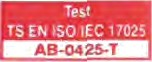 Test
TS EN ISO IEC 17025
AB-0425-T